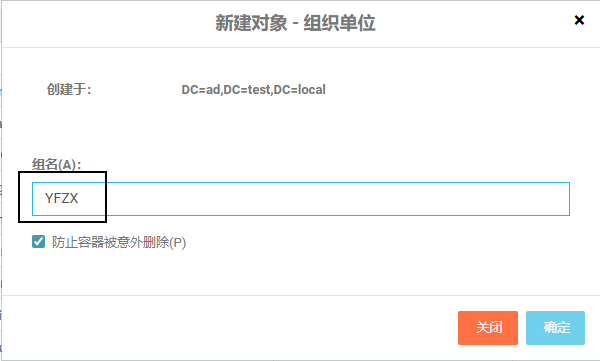 新建对象 - 组织单位
×
创建于: DC=ad,DC=test,DC=local
组名(A):
YFZX
防止容器被意外删除(P)
关闭 确定